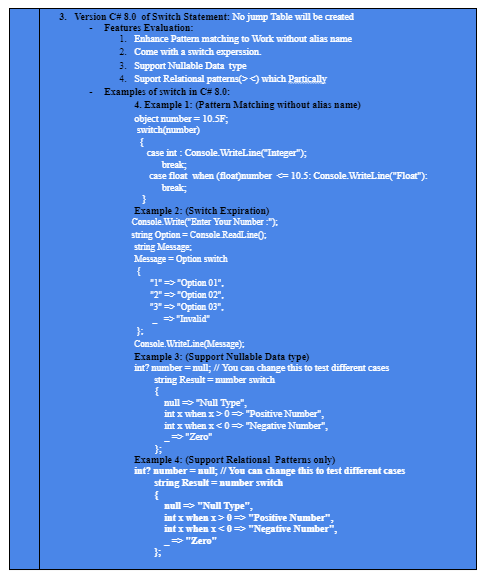 3. Version C# 8.0 of Switch Statement: No jump Table will be created
- Features Evaluation:
1. Enhance Pattern matching to Work without alias name
2. Come with a switch experssion.
3. Support Nullable Data type
4. Suport Relational patterns(> <) which Partically
- Examples of switch in C# 8.0:
4. Example 1: (Pattern Matching without alias name)
object number = 10.5F;
switch(number)
{
case int : Console.WriteLine("Integer");
break;
case float when (float)number <= 10.5: Console.WriteLine("Float"):
break;
}
Example 2: (Switch Expiration)
Console.Write("Enter Your Number :");
string Option = Console.ReadLine();
string Message;
Message = Option switch
{
"1" => "Option 01",
"2" => "Option 02",
"3" => "Option 03",
_ => "Invalid"
};
Console.WriteLine(Message);
Example 3: (Support Nullable Data type)
int? number = null; // You can change this to test different cases
string Result = number switch
{
null => "Null Type",
int x when x > 0 => "Positive Number",
int x when x < 0 => "Negative Number",
_ => "Zero"
};
Example 4: (Support Relational Patterns only)
int? number = null; // You can change this to test different cases
string Result = number switch
{
null => "Null Type",
int x when x > 0 => "Positive Number",
int x when x < 0 => "Negative Number",
_ => "Zero"
};